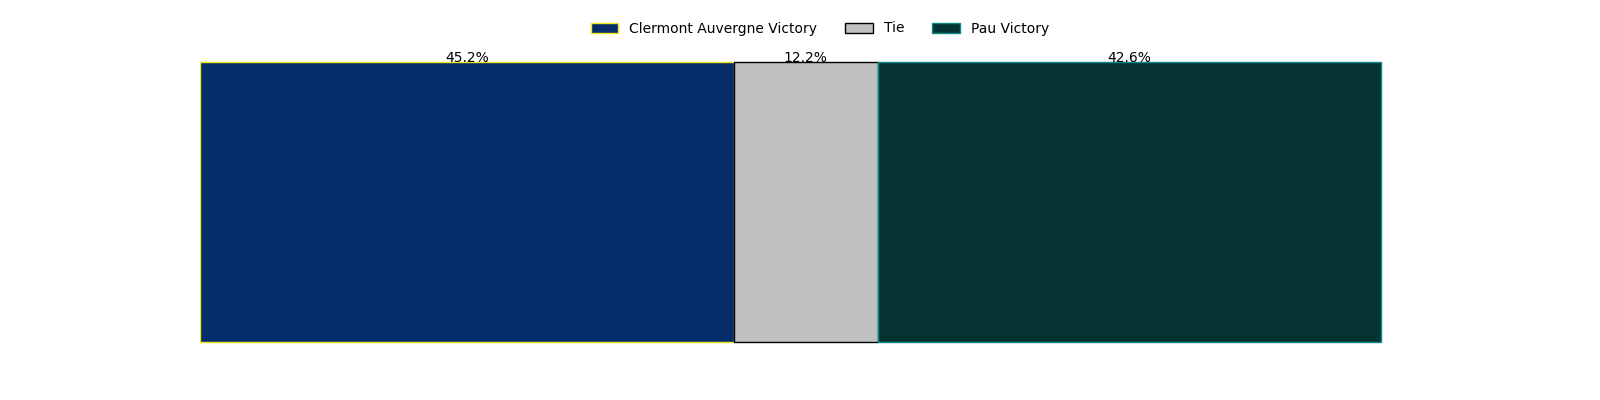 Clermont Auvergne Victory Tie Pau Victory
45.2% 12.2% 42.6%